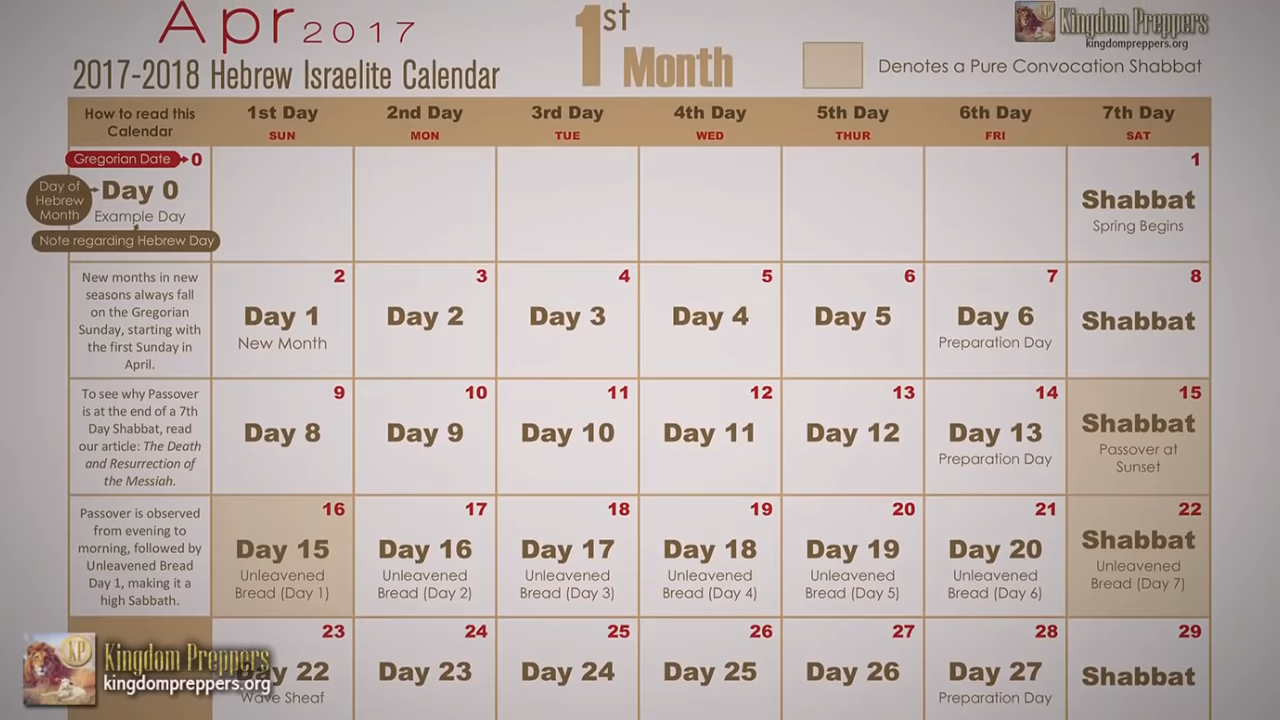 Apr 2017
2017-2018 Hebrew Israelite Calendar
1st
Month
KP
Kingdom Preppers
kingdompreppers.org
Denotes a Pure Convocation Shabbat
How to read this
Calendar
1st Day
SUN
2nd Day
MON
3rd Day
TUE
4th Day
WED
5th Day
THUR
6th Day
FRI
7th Day
SAT
Gregorian Date 0
Day of
Hebrew
Month
Day 0
Example Day
Note regarding Hebrew Day
1
Shabbat
Spring Begins
New months in new
seasons always fall
on the Gregorian
Sunday, starting with
the first Sunday in
April.
2
Day 1
New Month
3
Day 2
4
Day 3
5
Day 4
6
Day 5
7
Day 6
Preparation Day
8
Shabbat
To see why Passover
is at the end of a 7th
Day Shabbat, read
our article: The Death
and Resurrection of
the Messiah.
9
Day 8
10
Day 9
11
Day 10
12
Day 11
13
Day 12
14
Day 13
Preparation Day
15
Shabbat
Passover at
Sunset
Passover is observed
from evening to
morning, followed by
Unleavened Bread
Day 1, making it a
high Sabbath.
16
Day 15
Unleavened
Bread (Day 1)
17
Day 16
Unleavened
Bread (Day 2)
18
Day 17
Unleavened
Bread (Day 3)
19
Day 18
Unleavened
Bread (Day 4)
20
Day 19
Unleavened
Bread (Day 5)
21
Day 20
Unleavened
Bread (Day 6)
22
Shabbat
Unleavened
Bread (Day 7)
23
Day 22
Wave Sheaf
24
Day 23
25
Day 24
26
Day 25
27
Day 26
28
Day 27
Preparation Day
29
Shabbat
KP
Kingdom Preppers
kingdompreppers.org